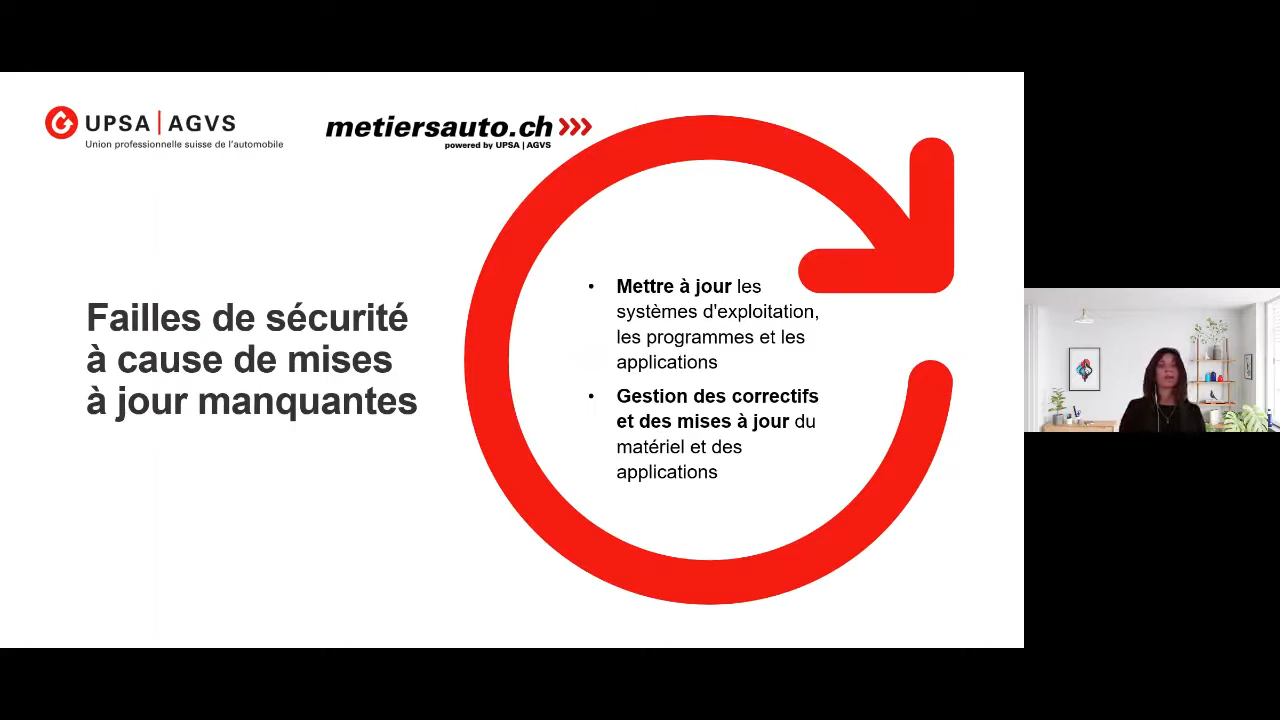 UPSA | AGVS
Union professionnelle suisse de l'automobile
metiersauto.ch
powered by UPSA | AGVS
Failles de sécurité
à cause de mises
à jour manquantes
• Mettre à jour les
systèmes d'exploitation,
les programmes et les
applications
• Gestion des correctifs
et des mises à jour du
matériel et des
applications